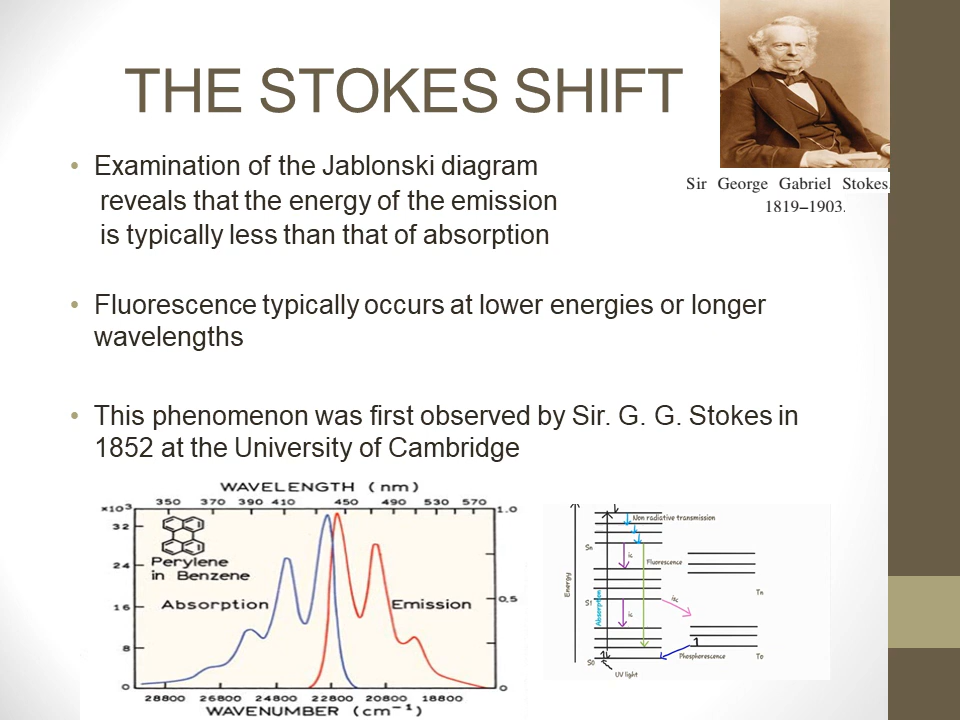 THE STOKES SHIFT
Sir George Gabriel Stokes.
1819–1903.
• Examination of the Jablonski diagram
reveals that the energy of the emission
is typically less than that of absorption
• Fluorescence typically occurs at lower energies or longer
wavelengths
• This phenomenon was first observed by Sir. G. G. Stokes in
1852 at the University of Cambridge
WAVELENGTH (nm)
350 370 390 410 450 490 530 570
×10³ 1.0
32
Perylene
in Benzene
24
Absorption Emission
0.5
16
8
0 0
28800 26800 24800 22800 20800 18800
WAVENUMBER (cm⁻¹)
Non radiative transmission
Sn
ic
Fluorescence
Energy
Tn
Absorption
S1
isc
ic
S0
Phosphorescence
To
UV light